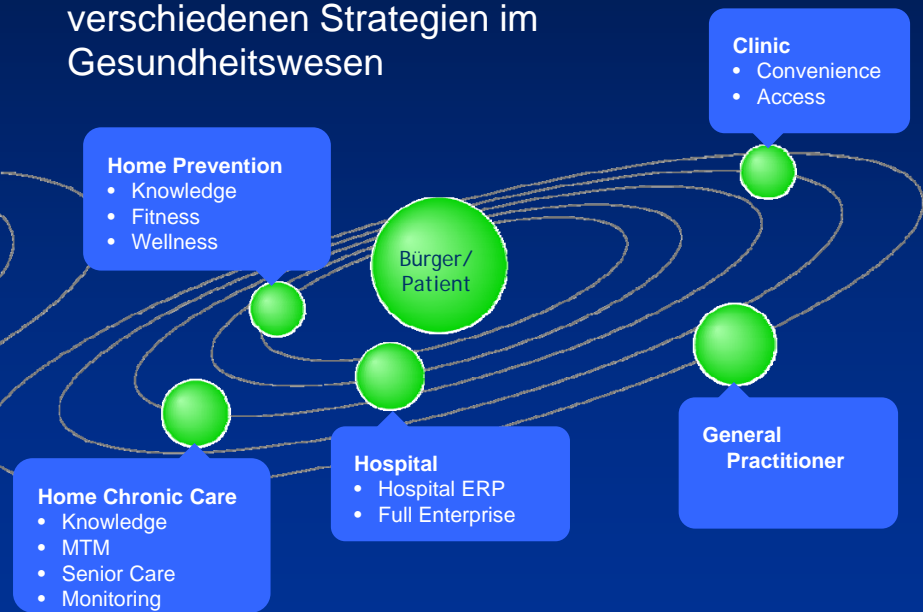 verschiedenen Strategien im
Gesundheitswesen
Clinic
• Convenience
• Access
Home Prevention
• Knowledge
• Fitness
• Wellness
Bürger/
Patient
General
Practitioner
Hospital
• Hospital ERP
• Full Enterprise
Home Chronic Care
• Knowledge
• MTM
• Senior Care
• Monitoring